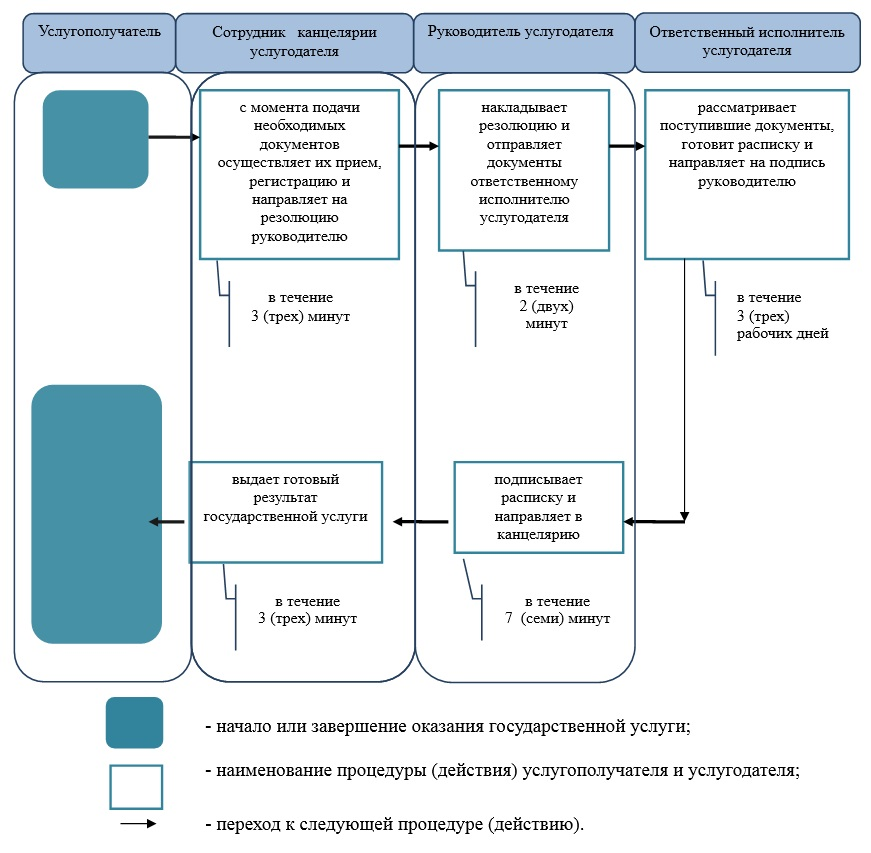 Услугополучатель
Сотрудник канцелярии
услугодателя
Руководитель услугодателя
Ответственный исполнитель
услугодателя
с момента подачи
необходимых
документов
осуществляет их прием,
регистрацию и
направляет на
резолюцию
руководителю
накладывает
резолюцию и
отправляет
документы
ответственному
исполнителю
услугодателя
рассматривает
поступившие документы,
готовит расписку и
направляет на подпись
руководителю
в течение
3 (трех) минут
в течение
2 (двух)
минут
в течение
3 (трех)
рабочих дней
выдает готовый
результат
государственной услуги
подписывает
расписку и
направляет в
канцелярию
в течение
3 (трех) минут
в течение
7 (семи) минут
- начало или завершение оказания государственной услуги;
- наименование процедуры (действия) услугополучателя и услугодателя;
- переход к следующей процедуре (действию).